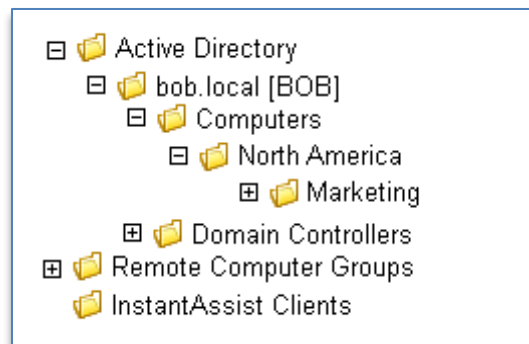 Active Directory
bob.local [BOB]
Computers
North America
Marketing
Domain Controllers
Remote Computer Groups
InstantAssist Clients